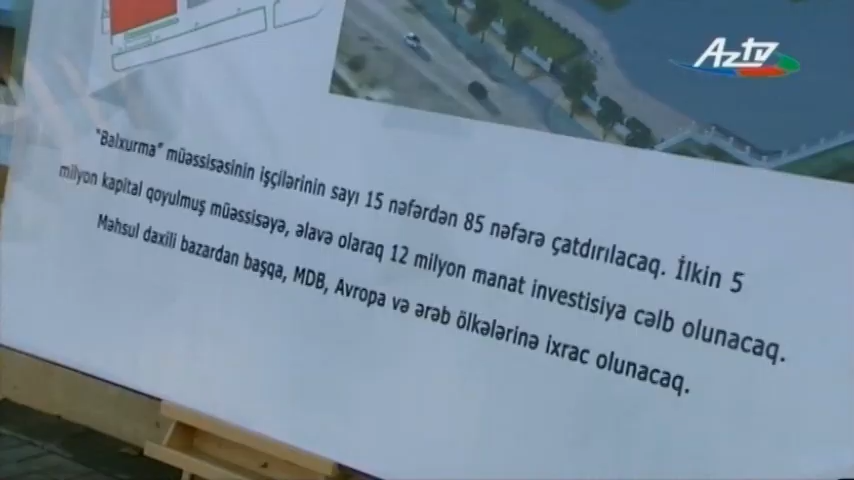 AzTV
"Balxurma" müəssisəsinin işçilərinin sayı 15 nəfərdən 85 nəfərə çatdırılacaq. İlkin 5
milyon kapital qoyulmuş müəssisəyə, əlavə olaraq 12 milyon manat investisiya cəlb olunacaq.
Məhsul daxili bazardan başqa, MDB, Avropa və ərəb ölkələrinə ixrac olunacaq.